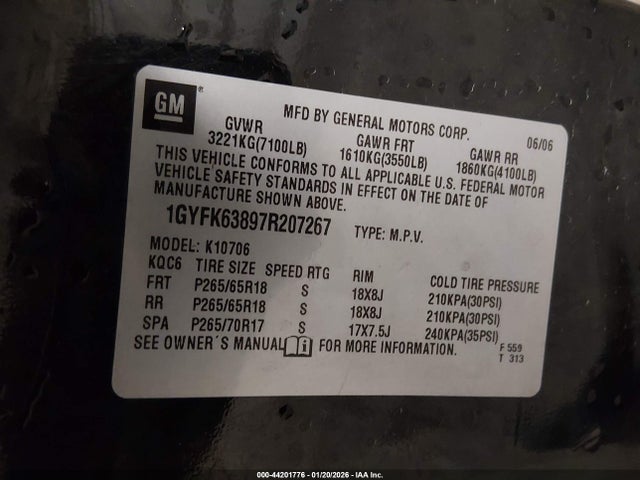 GM
MFD BY GENERAL MOTORS CORP. 06/06
GVWR GAWR FRT GAWR RR
3221KG(7100LB) 1610KG(3550LB) 1860KG(4100LB)
THIS VEHICLE CONFORMS TO ALL APPLICABLE U.S. FEDERAL MOTOR
VEHICLE SAFETY STANDARDS IN EFFECT ON THE DATE OF
MANUFACTURE SHOWN ABOVE.
1GYFK63897R207267 TYPE: M.P.V.
MODEL: K10706
KQC6 TIRE SIZE SPEED RTG RIM COLD TIRE PRESSURE
FRT P265/65R18 S 18X8J 210KPA(30PSI)
RR P265/65R18 S 18X8J 210KPA(30PSI)
SPA P265/70R17 S 17X7.5J 240KPA(35PSI)
SEE OWNER'S MANUAL FOR MORE INFORMATION.
F 559
T 313
000-44201776 - 01/20/2026 - IAA Inc.